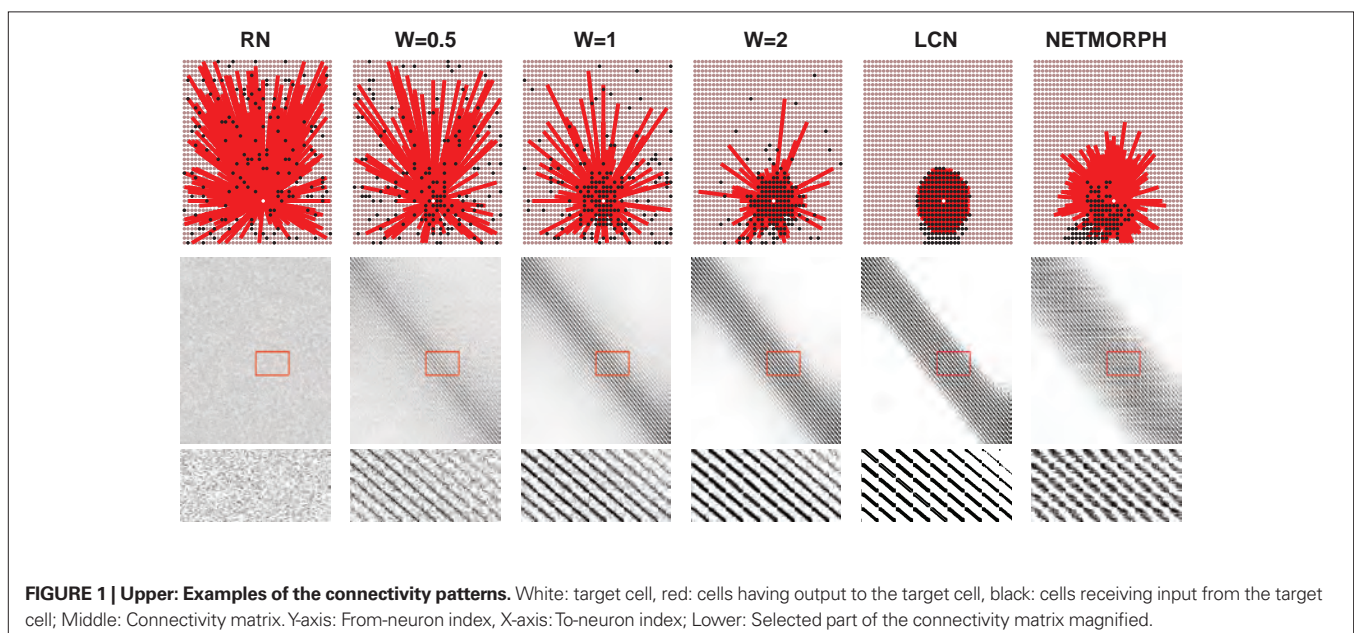 RN W=0.5 W=1 W=2 LCN NETMORPH
FIGURE 1 | Upper: Examples of the connectivity patterns. White: target cell, red: cells having output to the target cell, black: cells receiving input from the target
cell; Middle: Connectivity matrix. Y-axis: From-neuron index, X-axis: To-neuron index; Lower: Selected part of the connectivity matrix magnified.